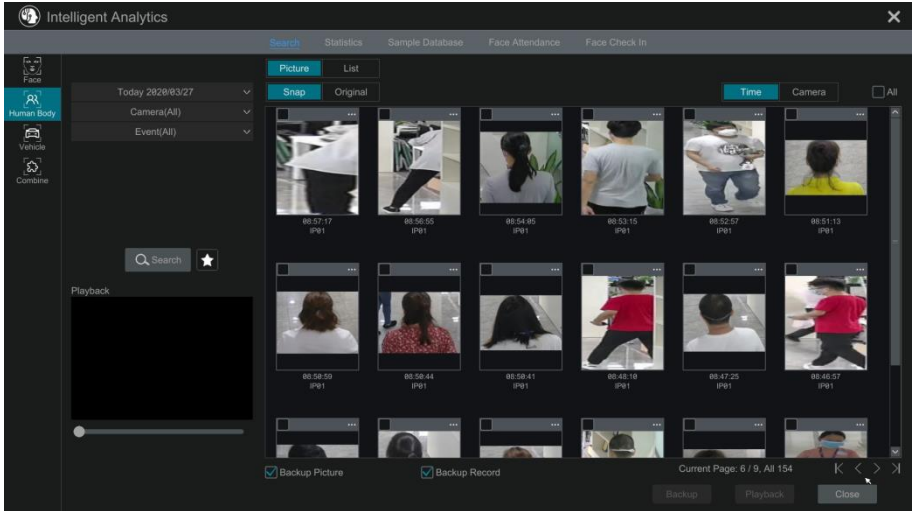 Intelligent Analytics
Search Statistics Sample Database Face Attendance Face Check In
Face
Human Body
Vehicle
Combine
Today 2020/03/27
Camera(All)
Event(All)
Search
Playback
Picture List
Snap Original
Time Camera All
08:57:17 08:56:55 08:54:05 08:53:15 08:52:57 08:51:13
IP01 IP01 IP01 IP01 IP01 IP01
08:50:59 08:50:44 08:50:41 08:48:10 08:47:25 08:46:57
IP01 IP01 IP01 IP01 IP01 IP01
Backup Picture Backup Record Current Page: 6 / 9, All 154
Backup Playback Close